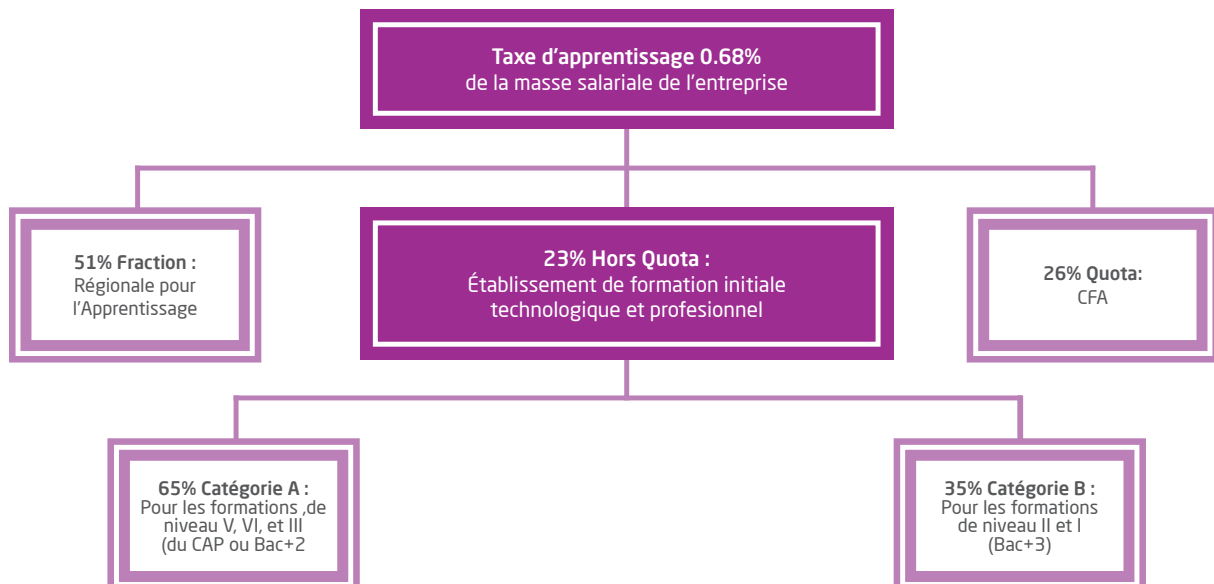 Taxe d'apprentissage 0.68%
de la masse salariale de l'entreprise
51% Fraction :
Régionale pour
l'Apprentissage
23% Hors Quota :
Établissement de formation initiale
technologique et profesionnel
26% Quota:
CFA
65% Catégorie A :
Pour les formations ,de
niveau V, VI, et III
(du CAP ou Bac+2
35% Catégorie B :
Pour les formations
de niveau II et I
(Bac+3)